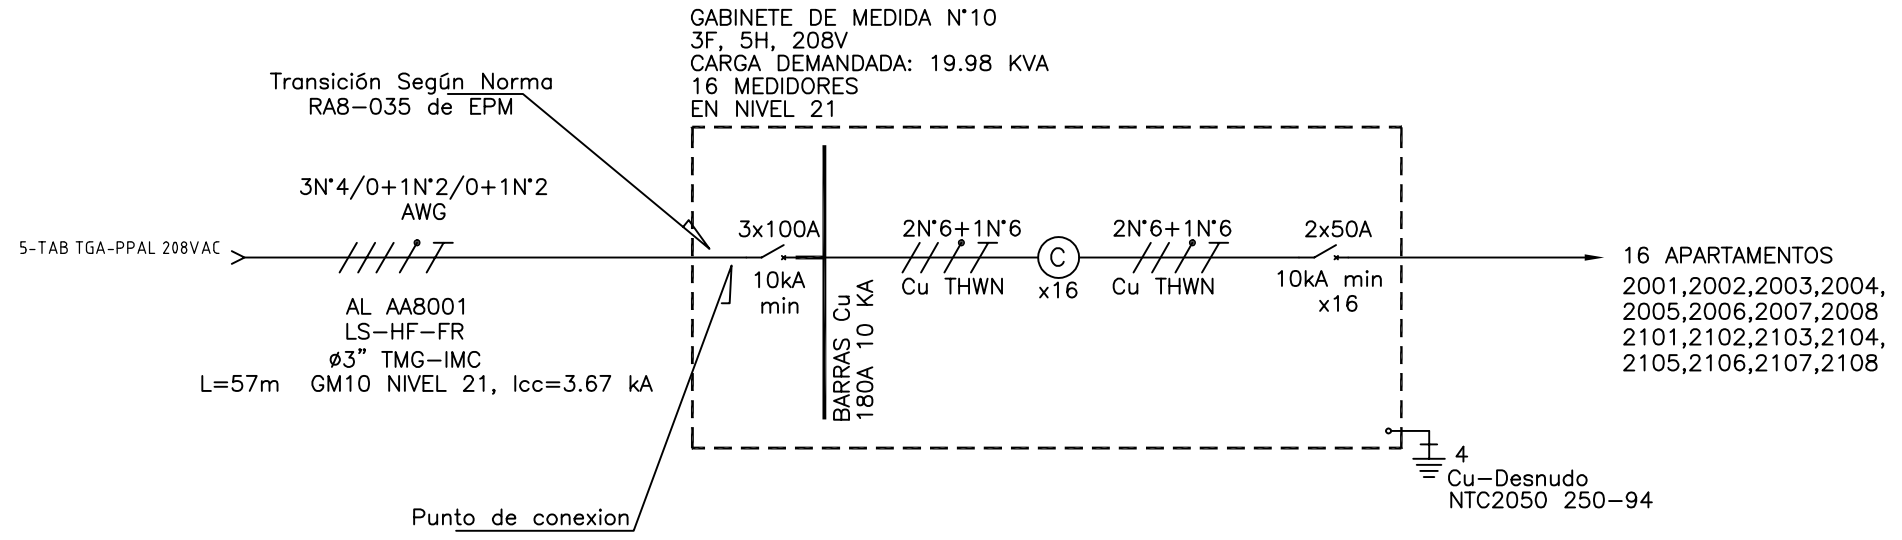 GABINETE DE MEDIDA N°10
3F, 5H, 208V
CARGA DEMANDADA: 19.98 KVA
16 MEDIDORES
EN NIVEL 21
Transición Según Norma
RA8-035 de EPM
3N°4/0+1N°2/0+1N°2
AWG
5-TAB TGA-PPAL 208VAC
AL AA8001
LS-HF-FR
ø3” TMG-IMC
L=57m GM10 NIVEL 21, Icc=3.67 kA
Punto de conexion
3x100A
10kA
min
BARRAS Cu
180A 10 KA
2N°6+1N°6
Cu THWN
C
x16
2N°6+1N°6
Cu THWN
2x50A
10kA min
x16
16 APARTAMENTOS
2001,2002,2003,2004,
2005,2006,2007,2008
2101,2102,2103,2104,
2105,2106,2107,2108
4
Cu-Desnudo
NTC2050 250-94